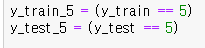 y_train_5 = (y_train == 5)
y_test_5 = (y_test == 5)